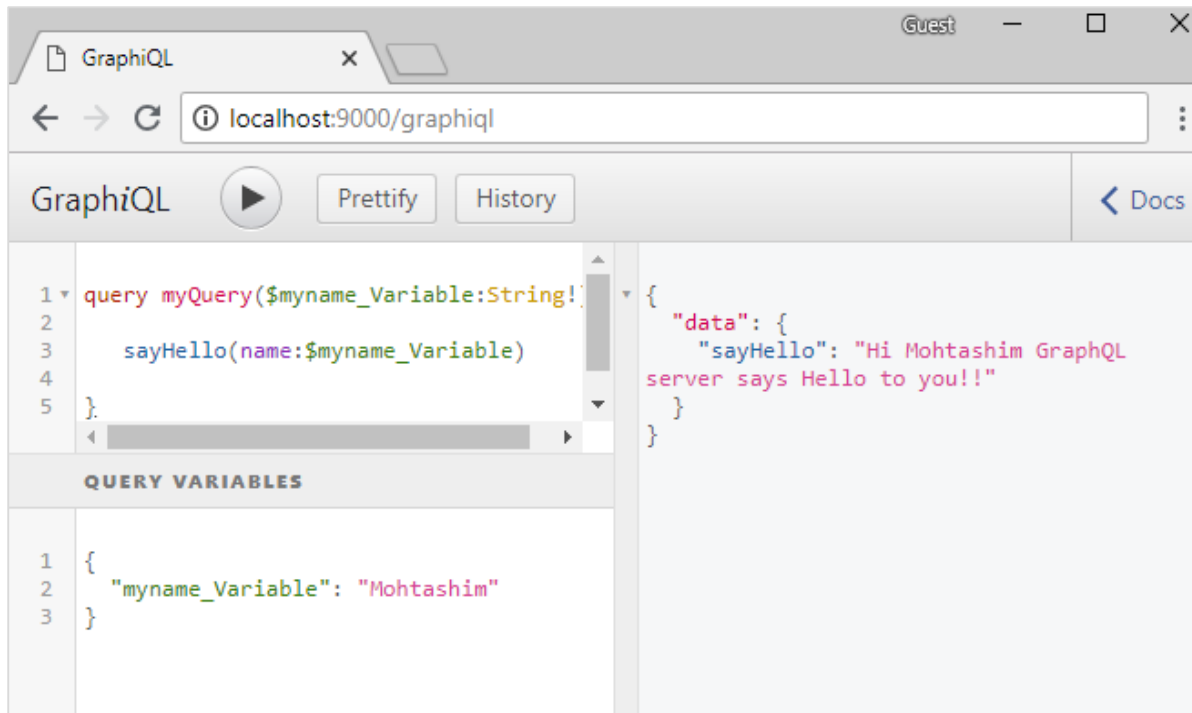 Guest
GraphiQL
localhost:9000/graphiql
GraphiQL
Prettify
History
Docs
1 query myQuery($myname_Variable:String!)
2
3 sayHello(name:$myname_Variable)
4
5 }
QUERY VARIABLES
1 {
2 "myname_Variable": "Mohtashim"
3 }
{
"data": {
"sayHello": "Hi Mohtashim GraphQL
server says Hello to you!!"
}
}